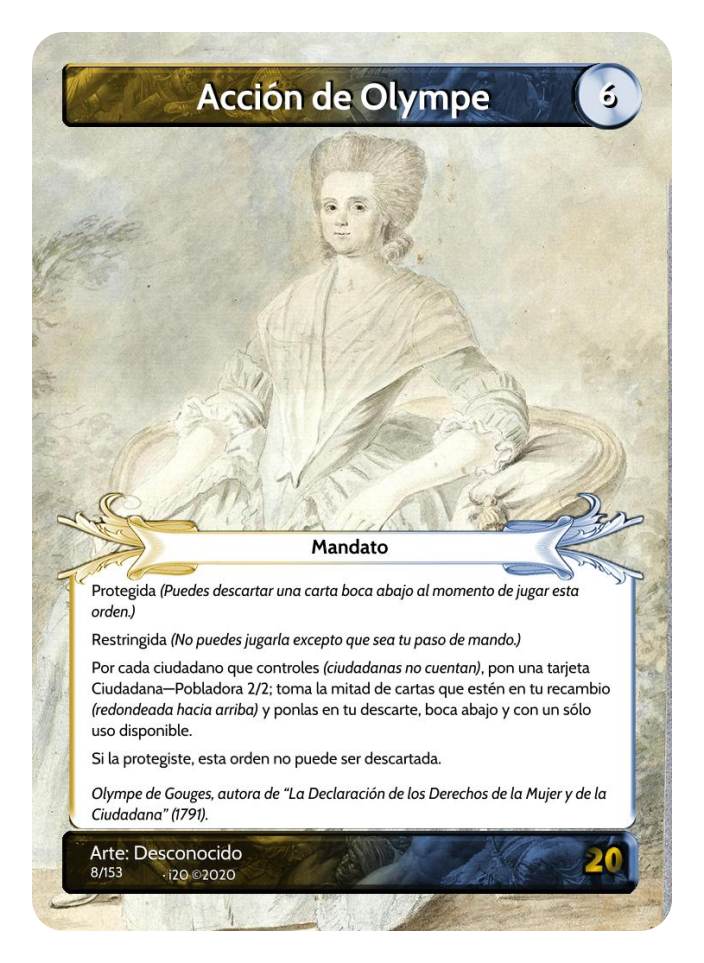 Acción de Olympe
6
Mandato
Protegida (Puedes descartar una carta boca abajo al momento de jugar esta
orden.)
Restringida (No puedes jugarla excepto que sea tu paso de mando.)
Por cada ciudadano que controles (ciudadanas no cuentan), pon una tarjeta
Ciudadana—Pobladora 2/2; toma la mitad de cartas que estén en tu recambio
(redondeada hacia arriba) y ponlas en tu descarte, boca abajo y con un sólo
uso disponible.
Si la protegiste, esta orden no puede ser descartada.
Olympe de Gouges, autora de “La Declaración de los Derechos de la Mujer y de la
Ciudadana” (1791).
Arte: Desconocido
8/153 · i20 ©2020
20